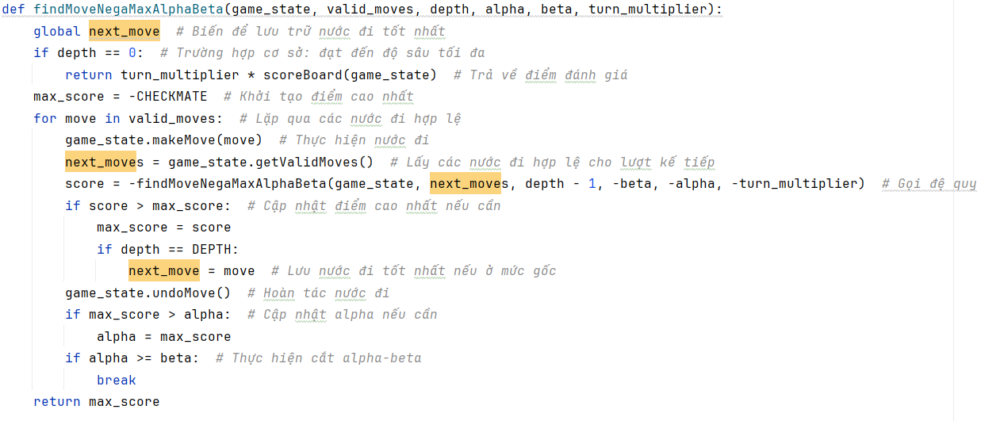 def findMoveNegaMaxAlphaBeta(game_state, valid_moves, depth, alpha, beta, turn_multiplier):
    global next_move  # Biến để lưu trữ nước đi tốt nhất
    if depth == 0:  # Trường hợp cơ sở: đạt đến độ sâu tối đa
        return turn_multiplier * scoreBoard(game_state)  # Trả về điểm đánh giá
    max_score = -CHECKMATE  # Khởi tạo điểm cao nhất
    for move in valid_moves:  # Lặp qua các nước đi hợp lệ
        game_state.makeMove(move)  # Thực hiện nước đi
        next_moves = game_state.getValidMoves()  # Lấy các nước đi hợp lệ cho lượt kế tiếp
        score = -findMoveNegaMaxAlphaBeta(game_state, next_moves, depth - 1, -beta, -alpha, -turn_multiplier)  # Gọi đệ quy
        if score > max_score:  # Cập nhật điểm cao nhất nếu cần
            max_score = score
            if depth == DEPTH:
                next_move = move  # Lưu nước đi tốt nhất nếu ở mức gốc
        game_state.undoMove()  # Hoàn tác nước đi
        if max_score > alpha:  # Cập nhật alpha nếu cần
            alpha = max_score
        if alpha >= beta:  # Thực hiện cắt alpha-beta
            break
    return max_score